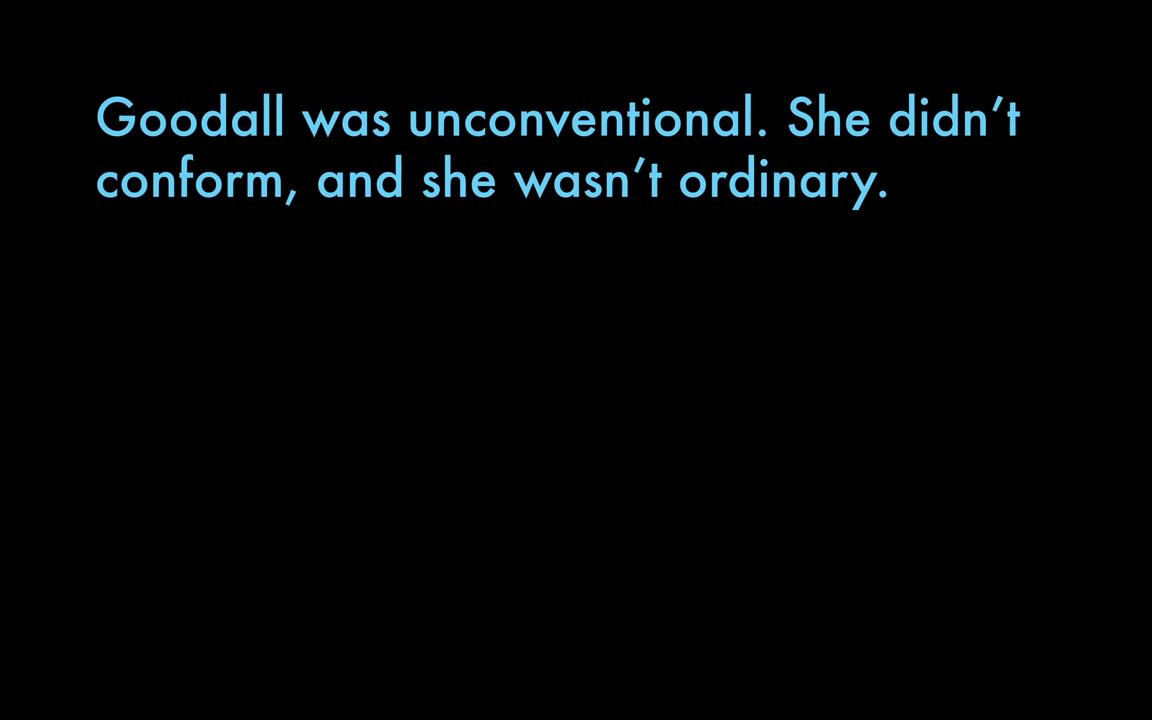 Goodall was unconventional. She didn’t
conform, and she wasn’t ordinary.